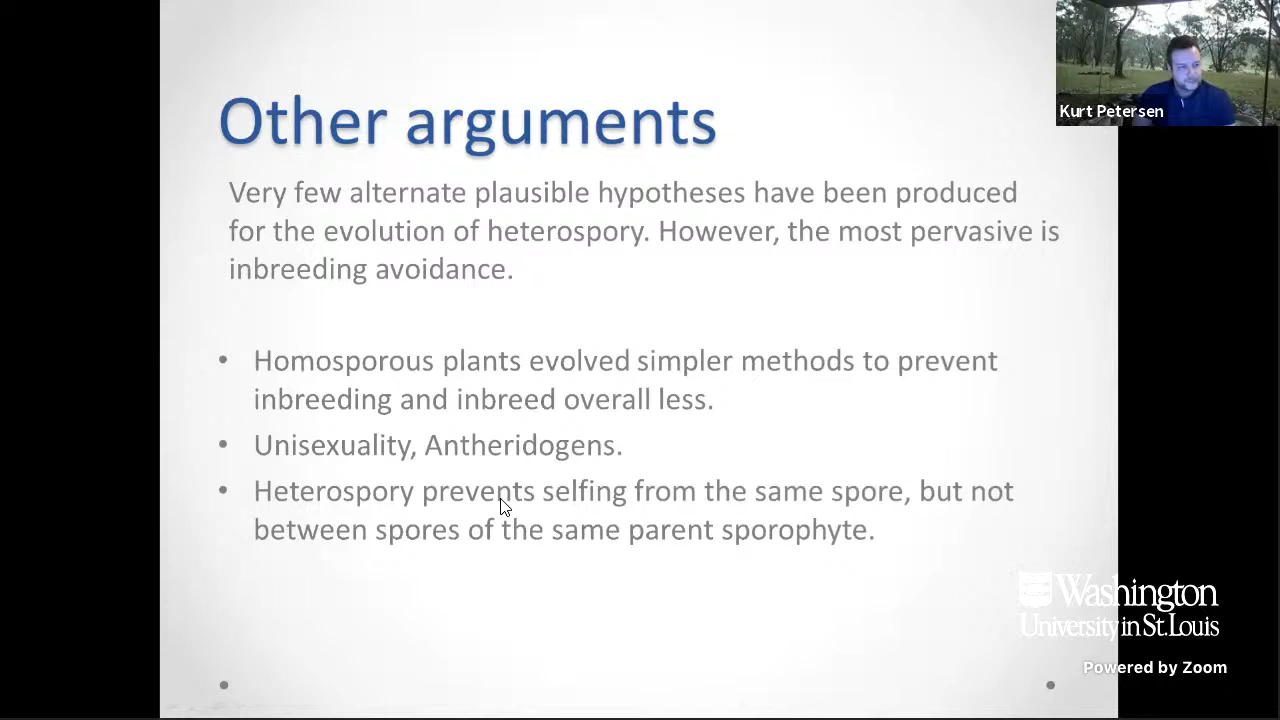 Kurt Petersen
Other arguments
Very few alternate plausible hypotheses have been produced
for the evolution of heterospory. However, the most pervasive is
inbreeding avoidance.
• Homosporous plants evolved simpler methods to prevent
inbreeding and inbreed overall less.
• Unisexuality, Antheridogens.
• Heterospory prevents selfing from the same spore, but not
between spores of the same parent sporophyte.
Washington
University in St. Louis
Powered by Zoom